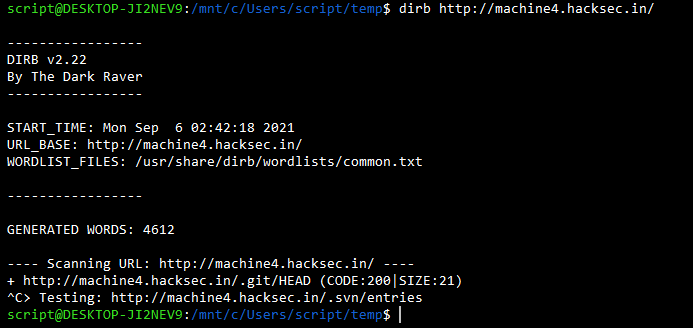 script@DESKTOP-JI2NEV9:/mnt/c/Users/script/temp$ dirb http://machine4.hacksec.in/
-----------------
DIRB v2.22
By The Dark Raver
-----------------
START_TIME: Mon Sep  6 02:42:18 2021
URL_BASE: http://machine4.hacksec.in/
WORDLIST_FILES: /usr/share/dirb/wordlists/common.txt
-----------------
GENERATED WORDS: 4612
---- Scanning URL: http://machine4.hacksec.in/ ----
+ http://machine4.hacksec.in/.git/HEAD (CODE:200|SIZE:21)
^C> Testing: http://machine4.hacksec.in/.svn/entries
script@DESKTOP-JI2NEV9:/mnt/c/Users/script/temp$